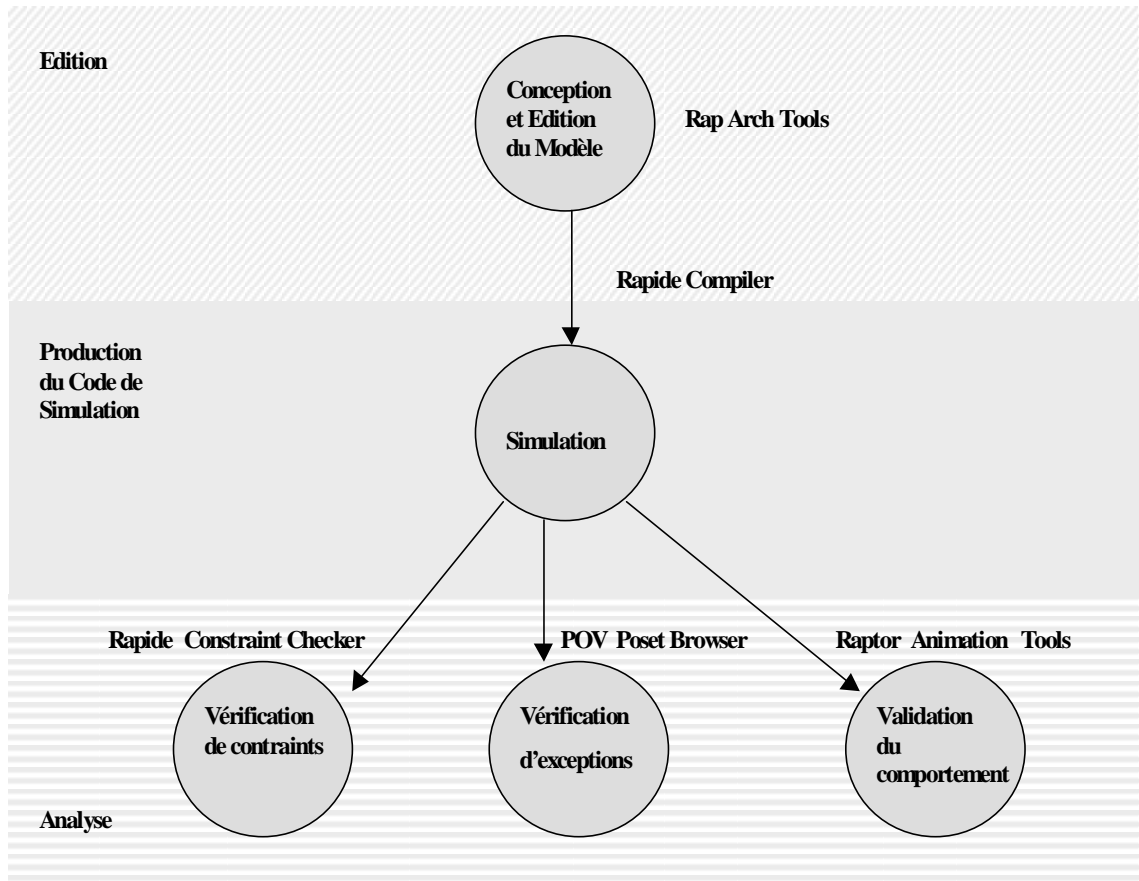 Edition
Conception
et Edition
du Modèle
Rap Arch Tools
Rapide Compiler
Production
du Code de
Simulation
Simulation
Rapide Constraint Checker
POV Poset Browser
Raptor Animation Tools
Vérification
de contraints
Vérification
d'exceptions
Validation
du
comportement
Analyse